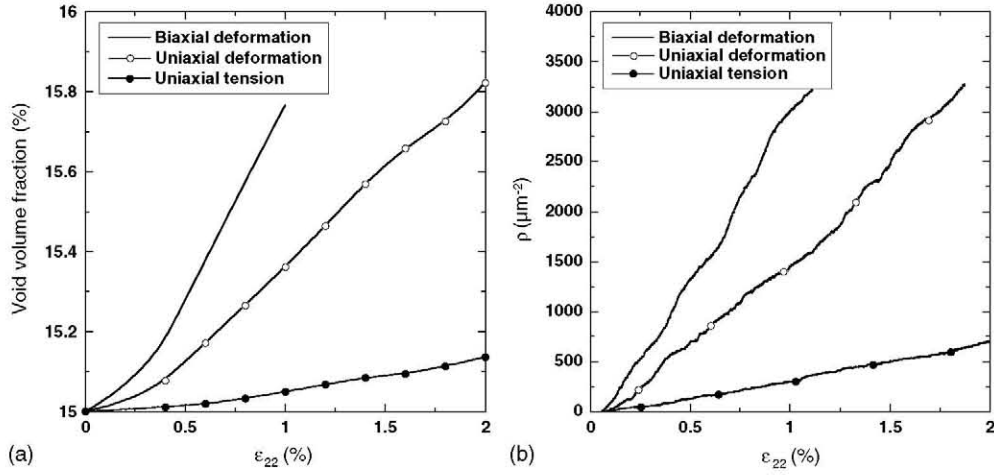 16
15.8
15.6
15.4
15.2
15
Void volume fraction (%)
Biaxial deformation
Uniaxial deformation
Uniaxial tension
0
0.5
1
1.5
2
(a)
ε22 (%)
4000
3500
3000
2500
2000
1500
1000
500
0
ρ (μm-2)
Biaxial deformation
Uniaxial deformation
Uniaxial tension
0
0.5
1
1.5
2
(b)
ε22 (%)